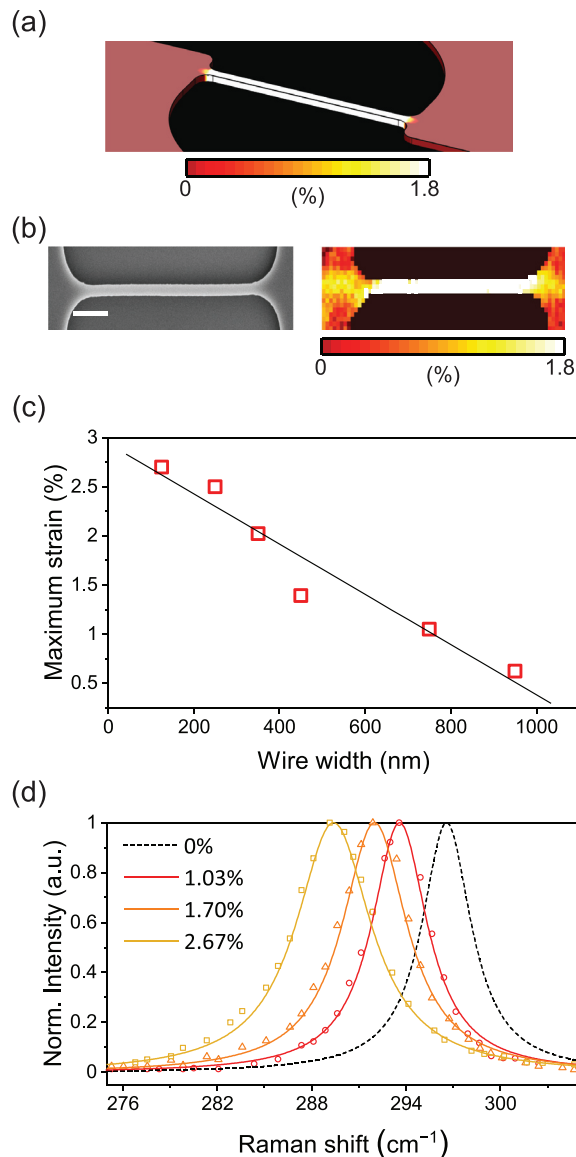 (a)
0 1.8
(%)
(b)
0 1.8
(%)
(c)
3
2.5
2
1.5
1
0.5
Maximum strain (%)
0 200 400 600 800 1000
Wire width (nm)
(d)
1
0.8
0.6
0.4
0.2
0
Norm. Intensity (a.u.)
0%
1.03%
1.70%
2.67%
276 282 288 294 300
Raman shift (cm⁻¹)